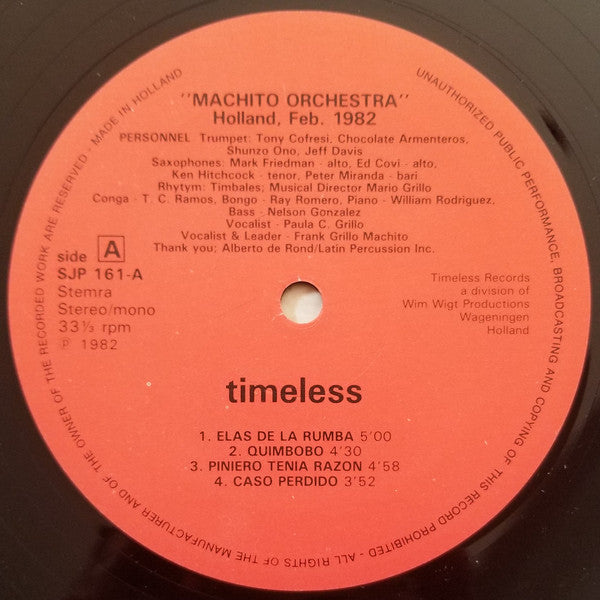 "MACHITO ORCHESTRA"
Holland, Feb. 1982
PERSONNEL Trumpet: Tony Cofresi, Chocolate Armenteros,
Shunzo Ono, Jeff Davis
Saxophones: Mark Friedman - alto, Ed Covi - alto,
Ken Hitchcock - tenor, Peter Miranda - bari
Rhytym: Timbales; Musical Director Mario Grillo
Conga - T. C. Ramos, Bongo - Ray Romero, Piano - William Rodriguez,
Bass - Nelson Gonzalez
Vocalist - Paula C. Grillo
Vocalist & Leader - Frank Grillo Machito
Thank you: Alberto de Rond/Latin Percussion Inc.
side A
SJP 161-A
Stemra
Stereo/mono
33⅓ rpm
℗ 1982
Timeless Records
a division of
Wim Wigt Productions
Wageningen
Holland
timeless
1. ELAS DE LA RUMBA 5'00
2. QUIMBOBO 4'30
3. PINIERO TENIA RAZON 4'58
4. CASO PERDIDO 3'52
UNAUTHORIZED PUBLIC PERFORMANCE, BROADCASTING AND COPYING OF THIS RECORD PROHIBITED - ALL RIGHTS OF THE MANUFACTURER AND OF THE OWNER OF THE RECORDED WORK ARE RESERVED - MADE IN HOLLAND